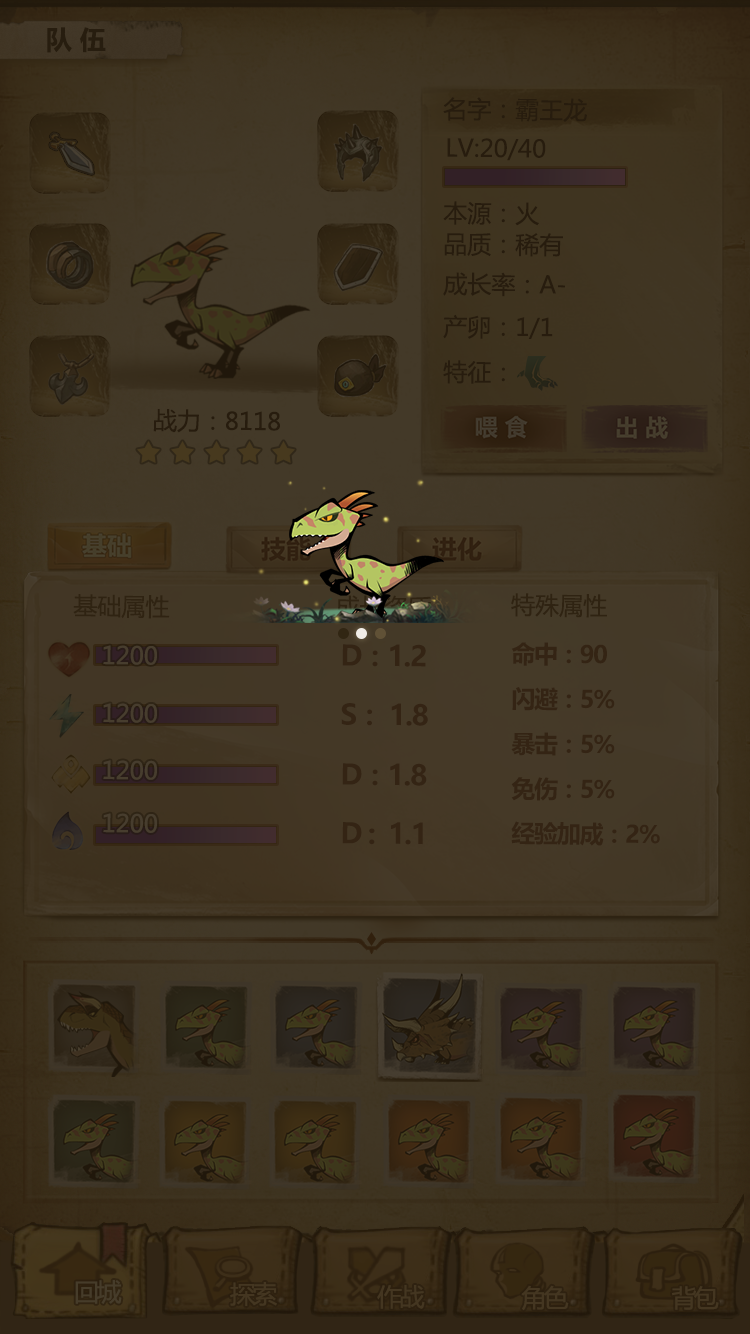 队伍
名字：霸王龙
LV:20/40
本源：火
品质：稀有
成长率：A-
产卵：1/1
特征：
喂食 出战
战力：8118
基础 技能 进化
基础属性 特殊属性
1200 D：1.2 命中：90
闪避：5%
1200 S：1.8
暴击：5%
1200 D：1.8
免伤：5%
1200 D：1.1 经验加成：2%
回城 探索 作战 角色 背包